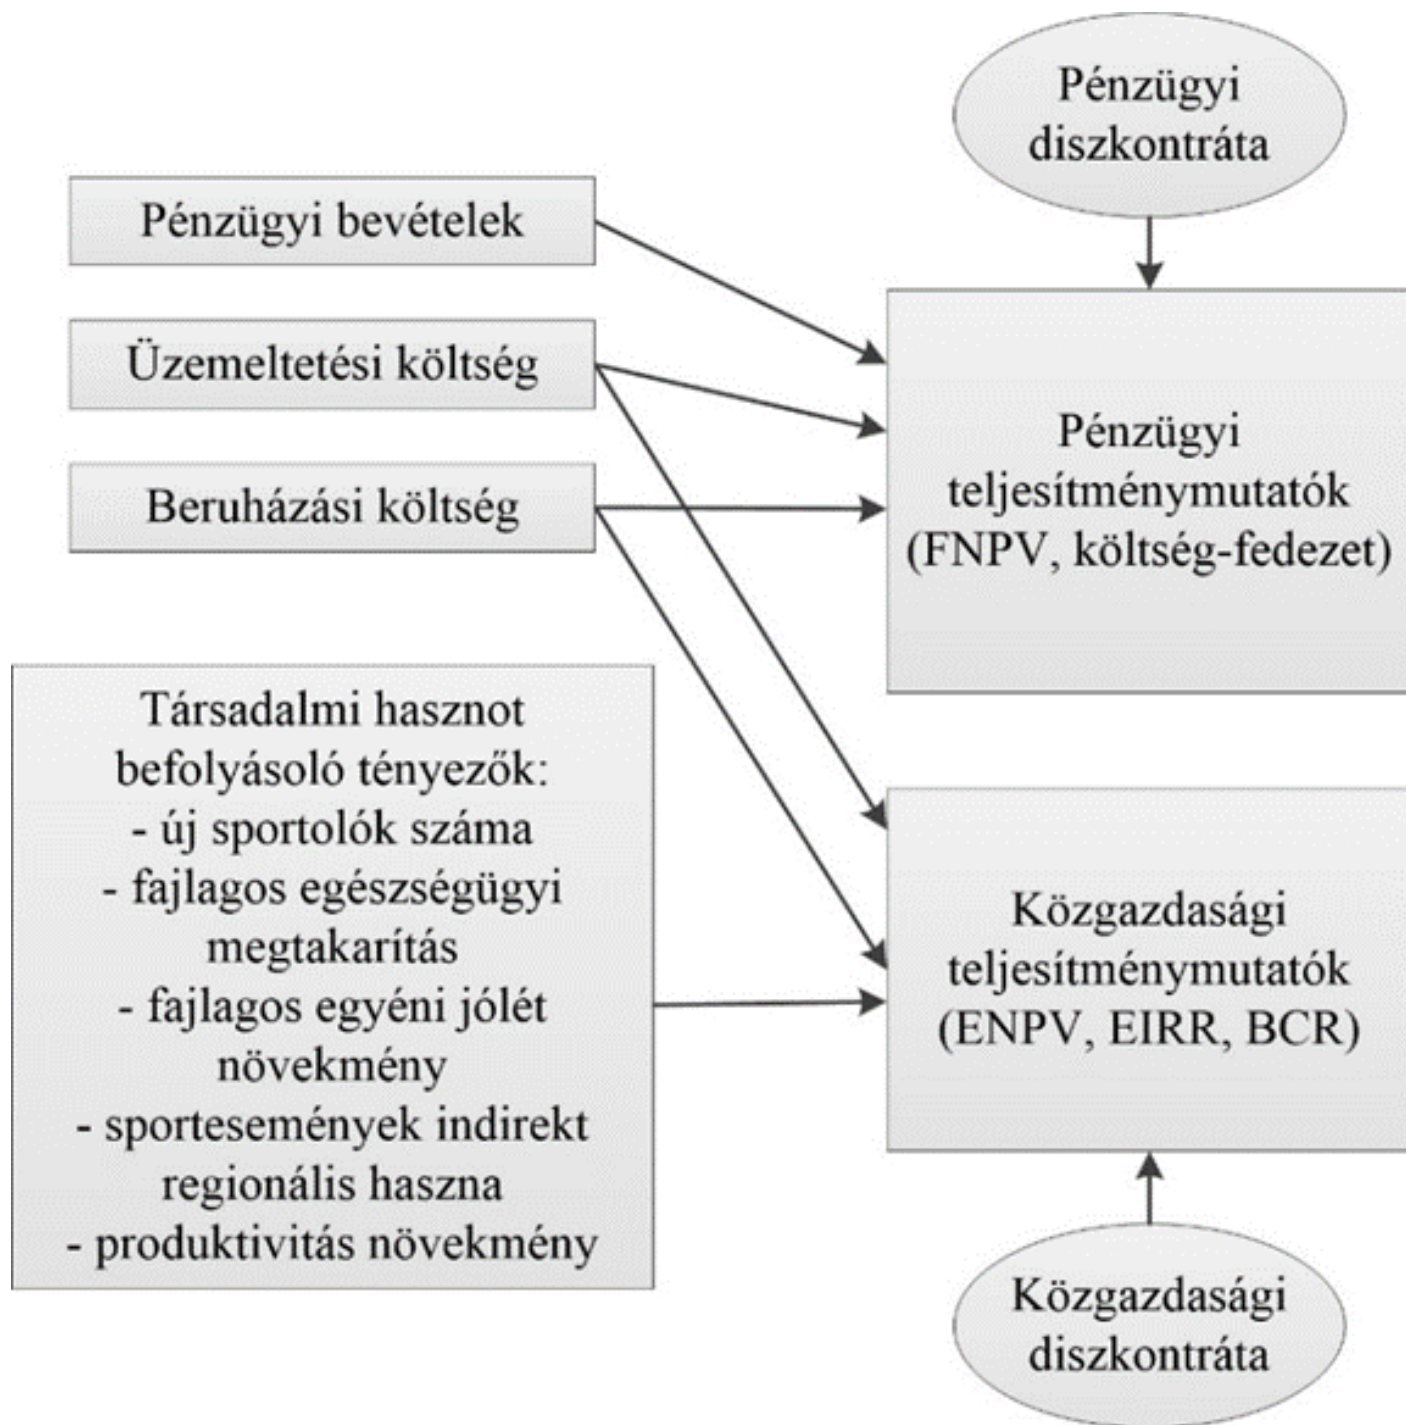 Pénzügyi
diszkontráta
Pénzügyi bevételek
Üzemeltetési költség
Beruházási költség
Pénzügyi
teljesítménymutatók
(FNPV, költség-fedezet)
Társadalmi hasznot
befolyásoló tényezők:
- új sportolók száma
- fajlagos egészségügyi
megtakarítás
- fajlagos egyéni jólét
növekmény
- sportesemények indirekt
regionális haszna
- produktivitás növekmény
Közgazdasági
teljesítménymutatók
(ENPV, EIRR, BCR)
Közgazdasági
diszkontráta